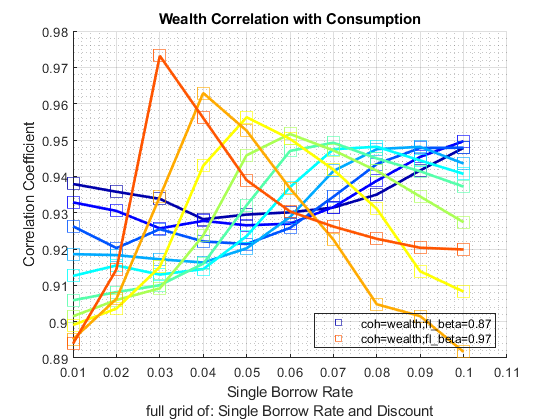 Wealth Correlation with Consumption
Correlation Coefficient
0.98
0.97
0.96
0.95
0.94
0.93
0.92
0.91
0.9
0.89
0.01 0.02 0.03 0.04 0.05 0.06 0.07 0.08 0.09 0.1 0.11
coh=wealth;fl_beta=0.87
coh=wealth;fl_beta=0.97
Single Borrow Rate
full grid of: Single Borrow Rate and Discount